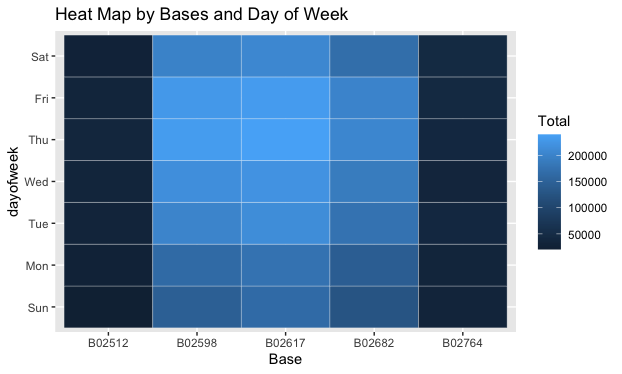 Heat Map by Bases and Day of Week
Sat
Fri
Thu
Wed
Tue
Mon
Sun
dayofweek
B02512 B02598 B02617 B02682 B02764
Base
Total
200000
150000
100000
50000